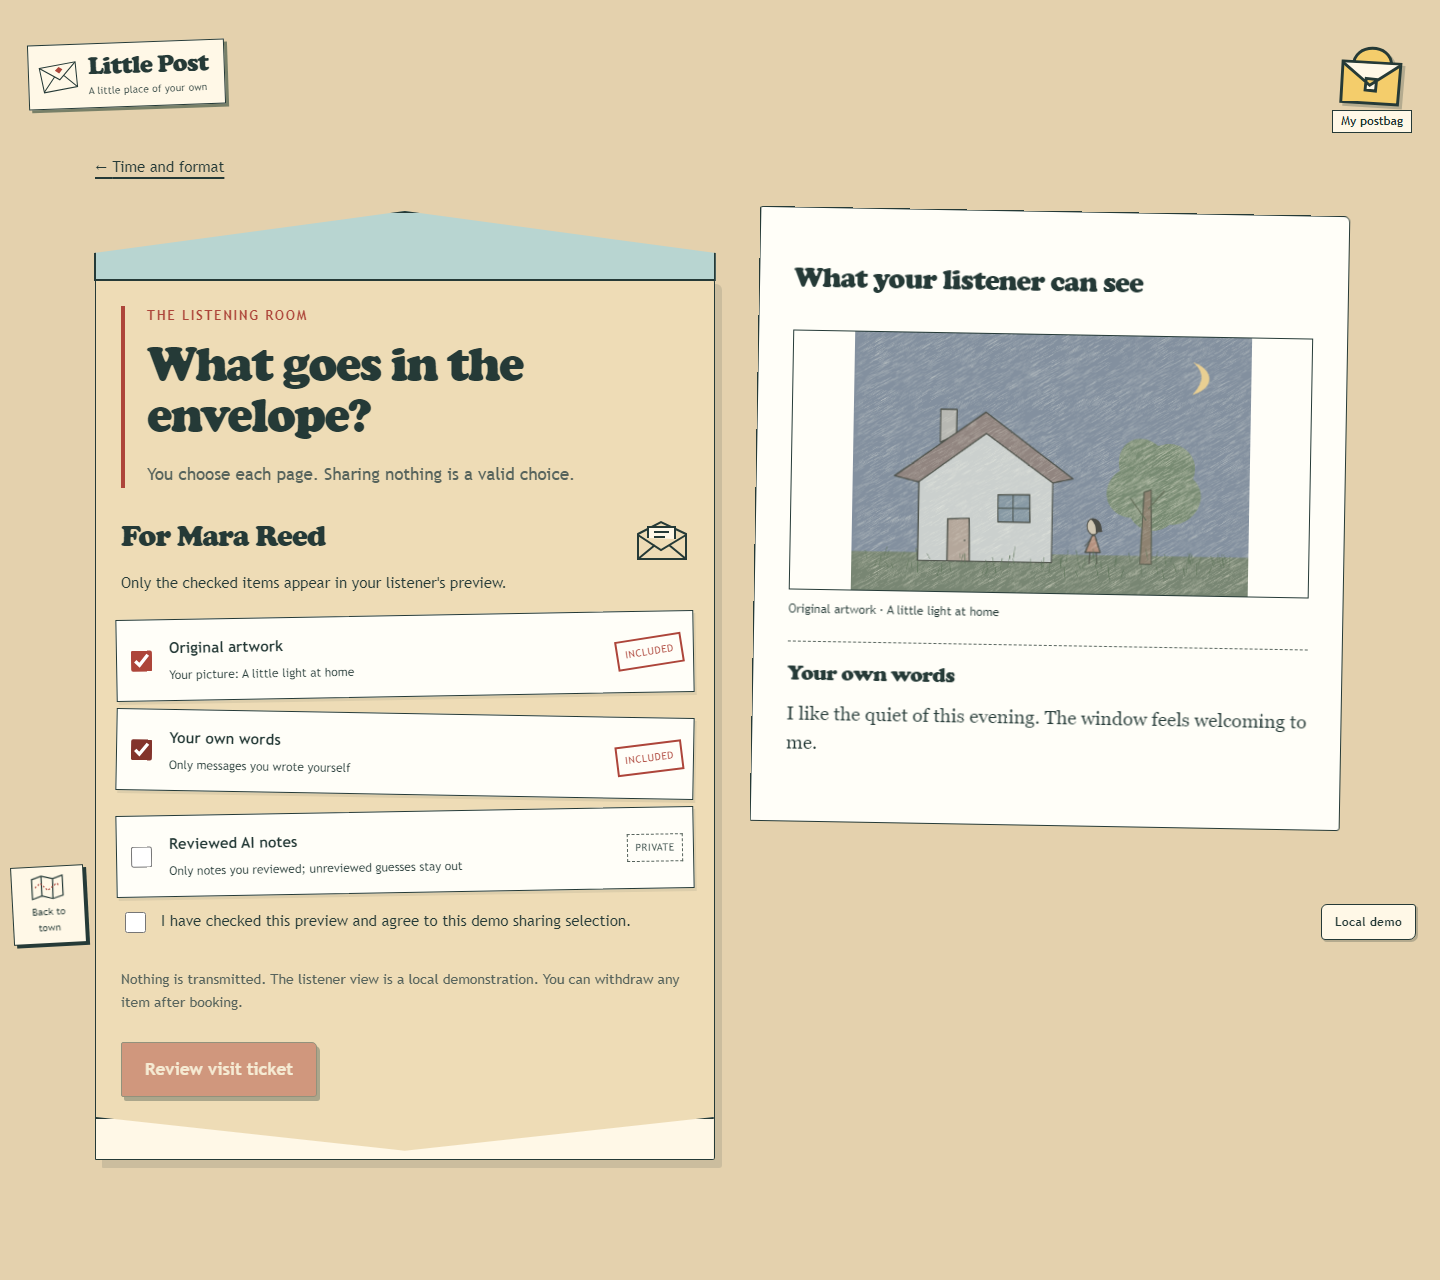 Little Post
A little place of your own
My postbag
← Time and format
THE LISTENING ROOM
What goes in the
envelope?
You choose each page. Sharing nothing is a valid choice.
For Mara Reed
Only the checked items appear in your listener's preview.
Original artwork
Your picture: A little light at home
INCLUDED
Your own words
Only messages you wrote yourself
INCLUDED
Reviewed AI notes
Only notes you reviewed; unreviewed guesses stay out
PRIVATE
I have checked this preview and agree to this demo sharing selection.
Nothing is transmitted. The listener view is a local demonstration. You can withdraw any
item after booking.
Review visit ticket
What your listener can see
Original artwork · A little light at home
Your own words
I like the quiet of this evening. The window feels welcoming to
me.
Back to
town
Local demo